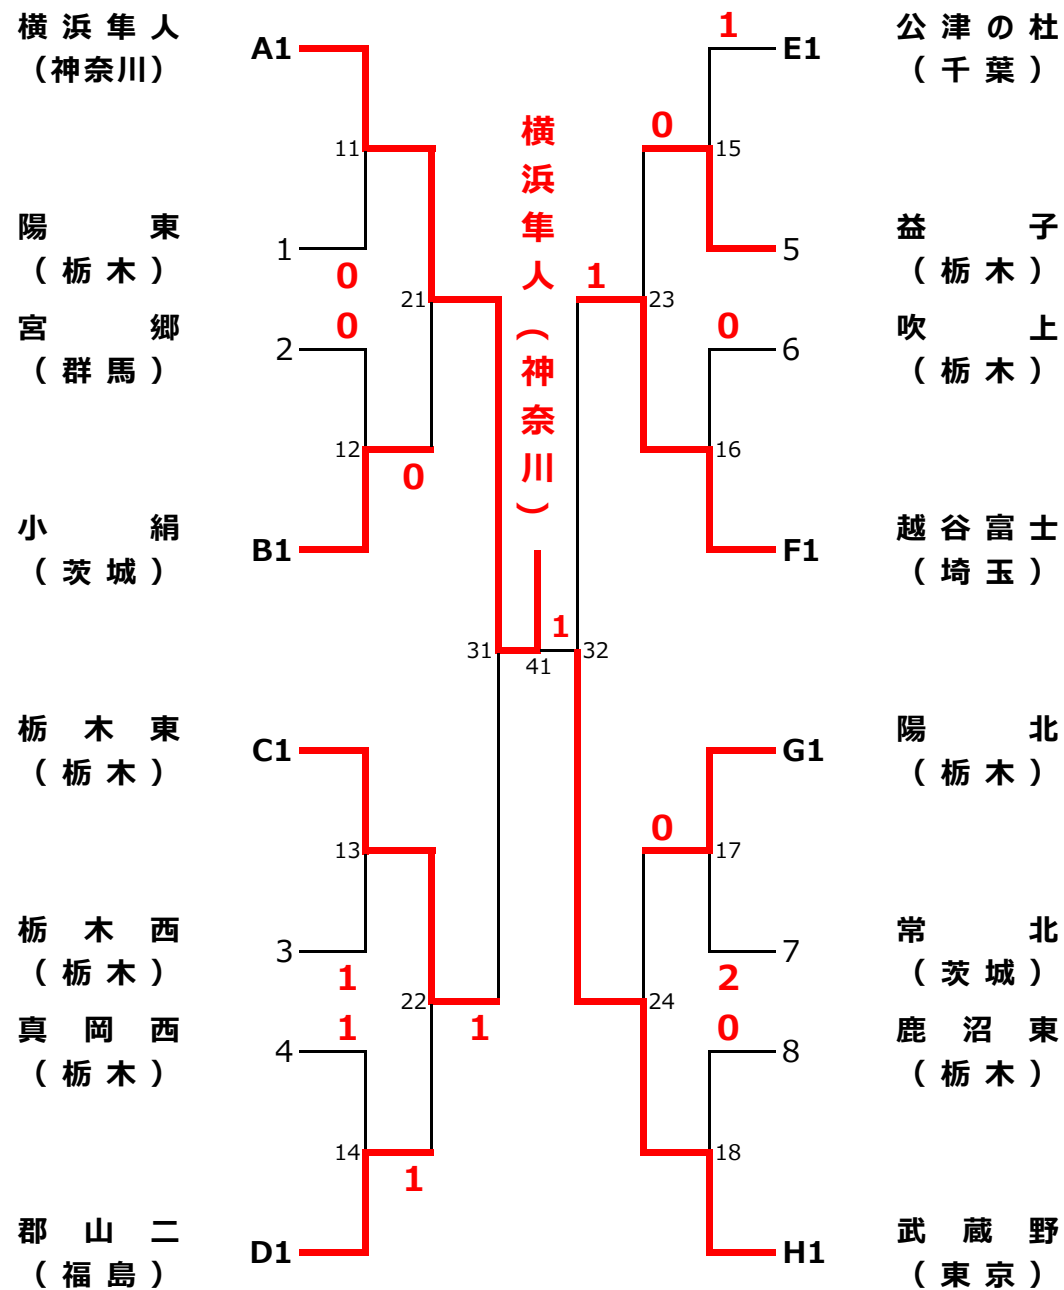 横浜隼人
（神奈川）
A1
11
陽東
（栃木）
1
0
21
宮郷
（群馬）
2
0
12
0
小絹
（茨城）
B1
栃木東
（栃木）
C1
13
栃木西
（栃木）
3
1
22
1
真岡西
（栃木）
4
1
14
1
郡山二
（福島）
D1
横浜隼人（神奈川）
31
41
1
32
1
公津の杜
（千葉）
E1
1
0
15
益子
（栃木）
5
1
23
吹上
（栃木）
6
0
16
越谷富士
（埼玉）
F1
陽北
（栃木）
G1
0
17
常北
（茨城）
7
2
24
鹿沼東
（栃木）
8
0
18
武蔵野
（東京）
H1